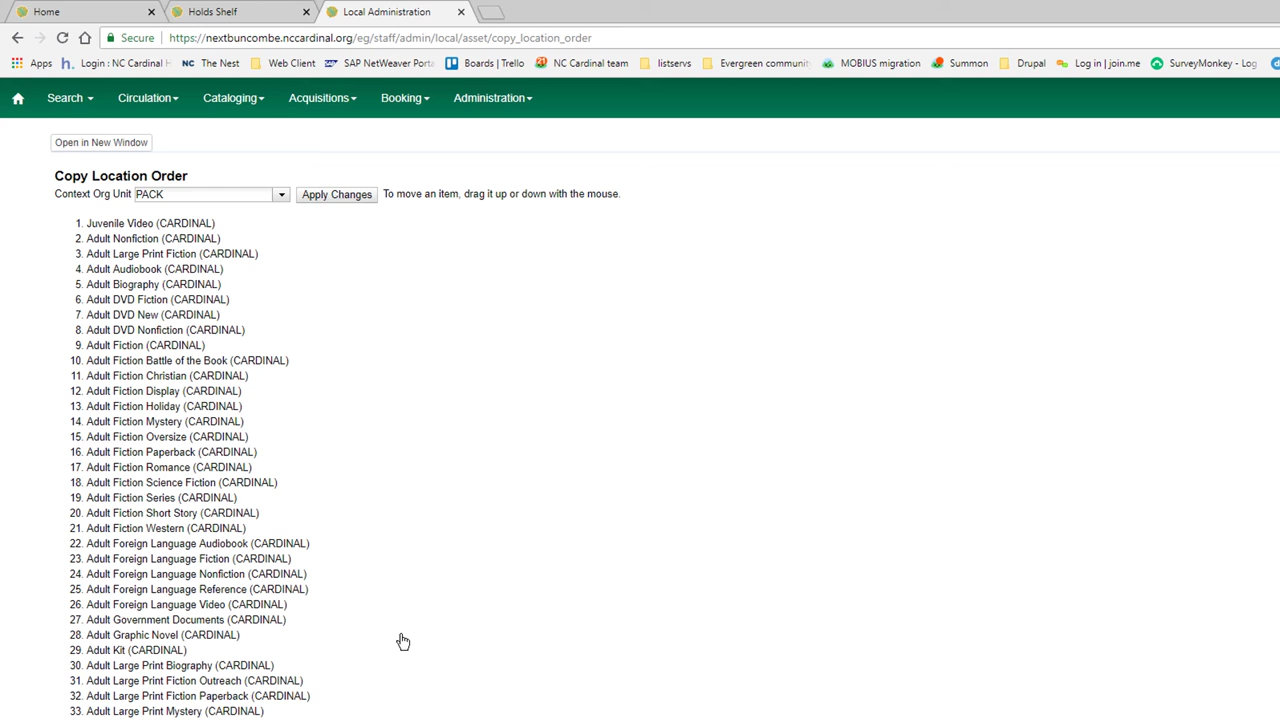 Home
Holds Shelf
Local Administration
Secure
https://nextbuncombe.nccardinal.org/eg/staff/admin/local/asset/copy_location_order
Apps
Login : NC Cardinal H
NC The Nest
Web Client
SAP NetWeaver Porta
Boards | Trello
NC Cardinal team
listservs
Evergreen communit
MOBIUS migration
Summon
Drupal
Log in | join.me
SurveyMonkey - Log
Search
Circulation
Cataloging
Acquisitions
Booking
Administration
Open in New Window
Copy Location Order
Context Org Unit PACK Apply Changes To move an item, drag it up or down with the mouse.
1. Juvenile Video (CARDINAL)
2. Adult Nonfiction (CARDINAL)
3. Adult Large Print Fiction (CARDINAL)
4. Adult Audiobook (CARDINAL)
5. Adult Biography (CARDINAL)
6. Adult DVD Fiction (CARDINAL)
7. Adult DVD New (CARDINAL)
8. Adult DVD Nonfiction (CARDINAL)
9. Adult Fiction (CARDINAL)
10. Adult Fiction Battle of the Book (CARDINAL)
11. Adult Fiction Christian (CARDINAL)
12. Adult Fiction Display (CARDINAL)
13. Adult Fiction Holiday (CARDINAL)
14. Adult Fiction Mystery (CARDINAL)
15. Adult Fiction Oversize (CARDINAL)
16. Adult Fiction Paperback (CARDINAL)
17. Adult Fiction Romance (CARDINAL)
18. Adult Fiction Science Fiction (CARDINAL)
19. Adult Fiction Series (CARDINAL)
20. Adult Fiction Short Story (CARDINAL)
21. Adult Fiction Western (CARDINAL)
22. Adult Foreign Language Audiobook (CARDINAL)
23. Adult Foreign Language Fiction (CARDINAL)
24. Adult Foreign Language Nonfiction (CARDINAL)
25. Adult Foreign Language Reference (CARDINAL)
26. Adult Foreign Language Video (CARDINAL)
27. Adult Government Documents (CARDINAL)
28. Adult Graphic Novel (CARDINAL)
29. Adult Kit (CARDINAL)
30. Adult Large Print Biography (CARDINAL)
31. Adult Large Print Fiction Outreach (CARDINAL)
32. Adult Large Print Fiction Paperback (CARDINAL)
33. Adult Large Print Mystery (CARDINAL)